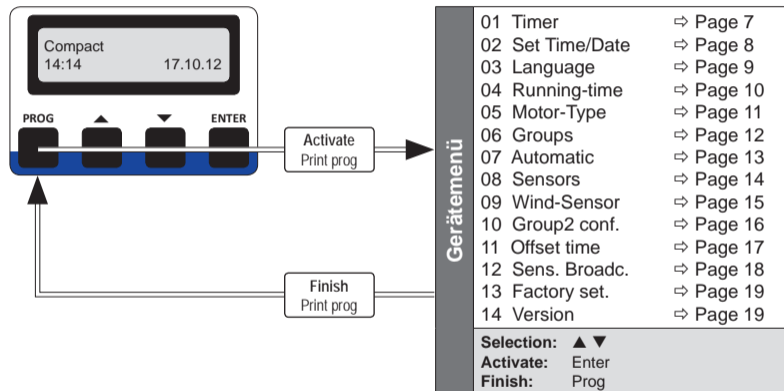 Compact
14:14 17.10.12
PROG ▲ ▼ ENTER
Activate
Print prog
Finish
Print prog
Gerätemenü
01 Timer ⇨ Page 7
02 Set Time/Date ⇨ Page 8
03 Language ⇨ Page 9
04 Running-time ⇨ Page 10
05 Motor-Type ⇨ Page 11
06 Groups ⇨ Page 12
07 Automatic ⇨ Page 13
08 Sensors ⇨ Page 14
09 Wind-Sensor ⇨ Page 15
10 Group2 conf. ⇨ Page 16
11 Offset time ⇨ Page 17
12 Sens. Broadc. ⇨ Page 18
13 Factory set. ⇨ Page 19
14 Version ⇨ Page 19
Selection: ▲ ▼
Activate: Enter
Finish: Prog